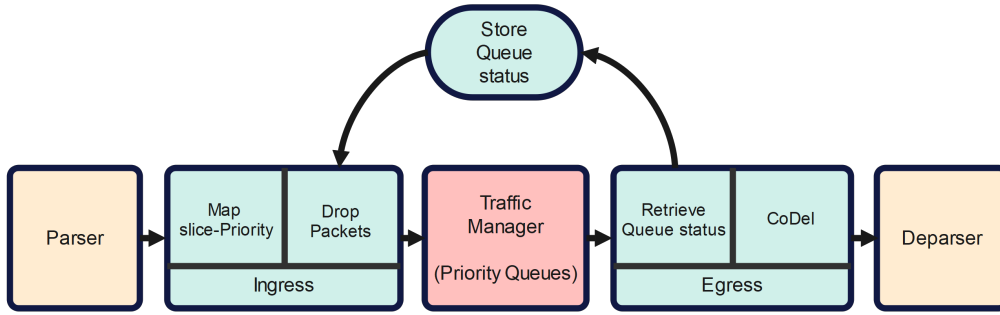 Store
Queue
status
Parser
Map
slice-Priority
Drop
Packets
Ingress
Traffic
Manager
(Priority Queues)
Retrieve
Queue status
CoDel
Egress
Deparser